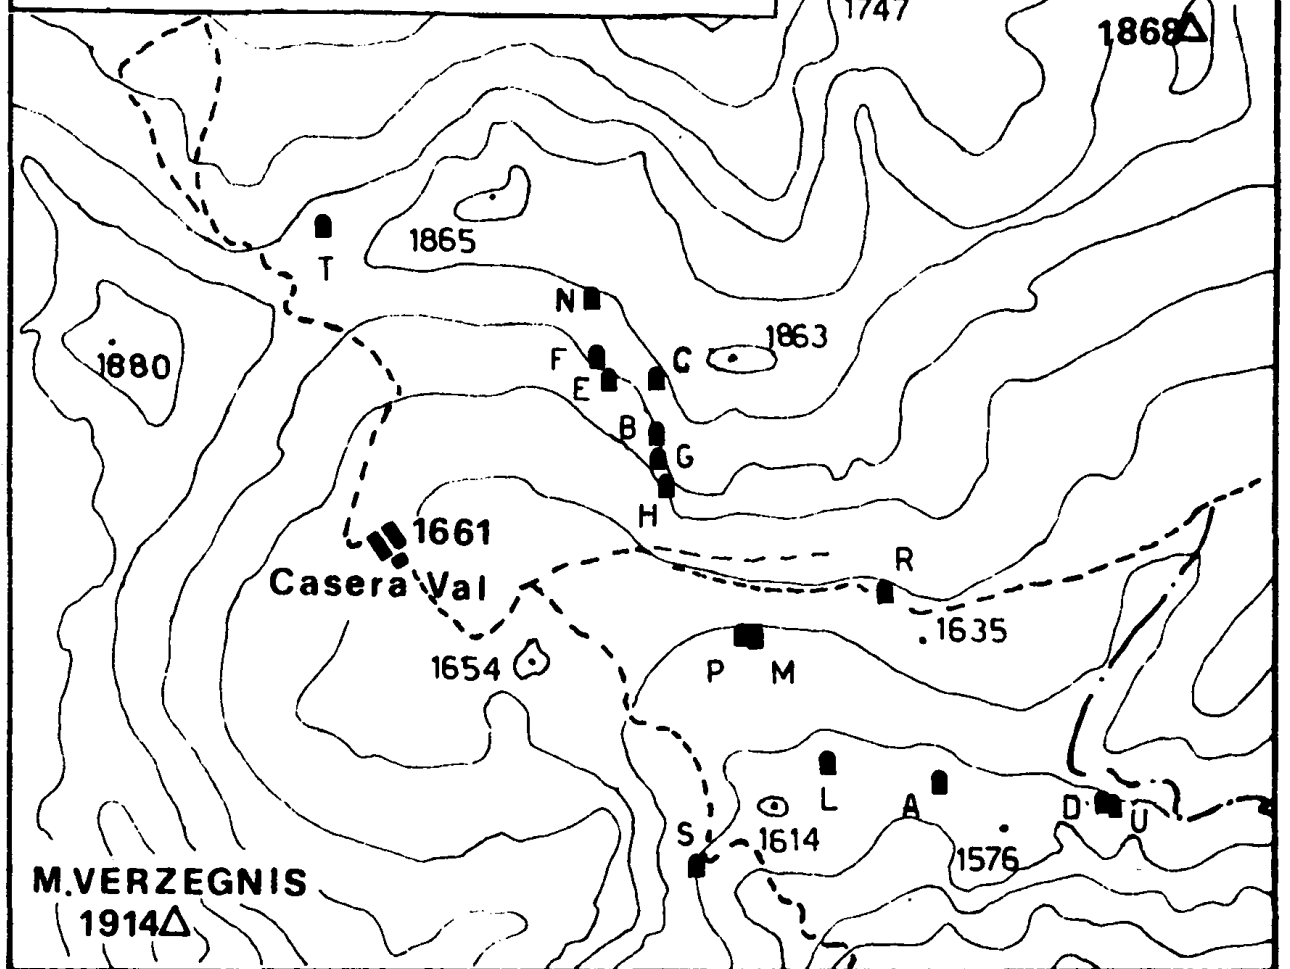 1747
1868
1865
T
N
1863
F
C
E
1880
B
G
H
1661
Casera Val
R
1635
1654
P
M
L
A
D
U
S
1614
1576
M.VERZEGNIS
1914